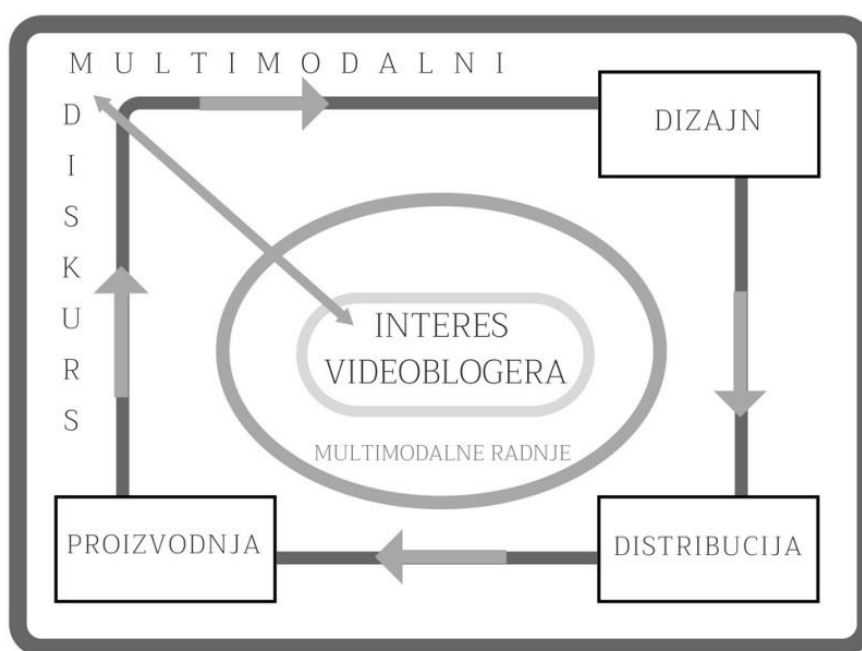 MULTIMODALNI
DISKURS
DIZAJN
INTERES
VIDEOBLOGERA
MULTIMODALNE RADNJE
PROIZVODNJA
DISTRIBUCIJA